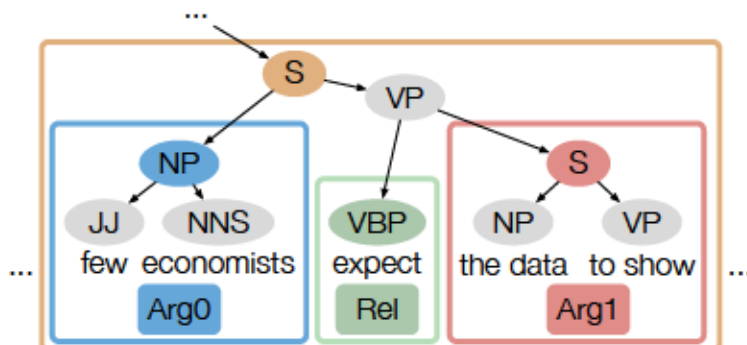 ...
S
VP
NP
S
JJ NNS VBP NP VP
... few economists expect the data to show ...
Arg0 Rel Arg1